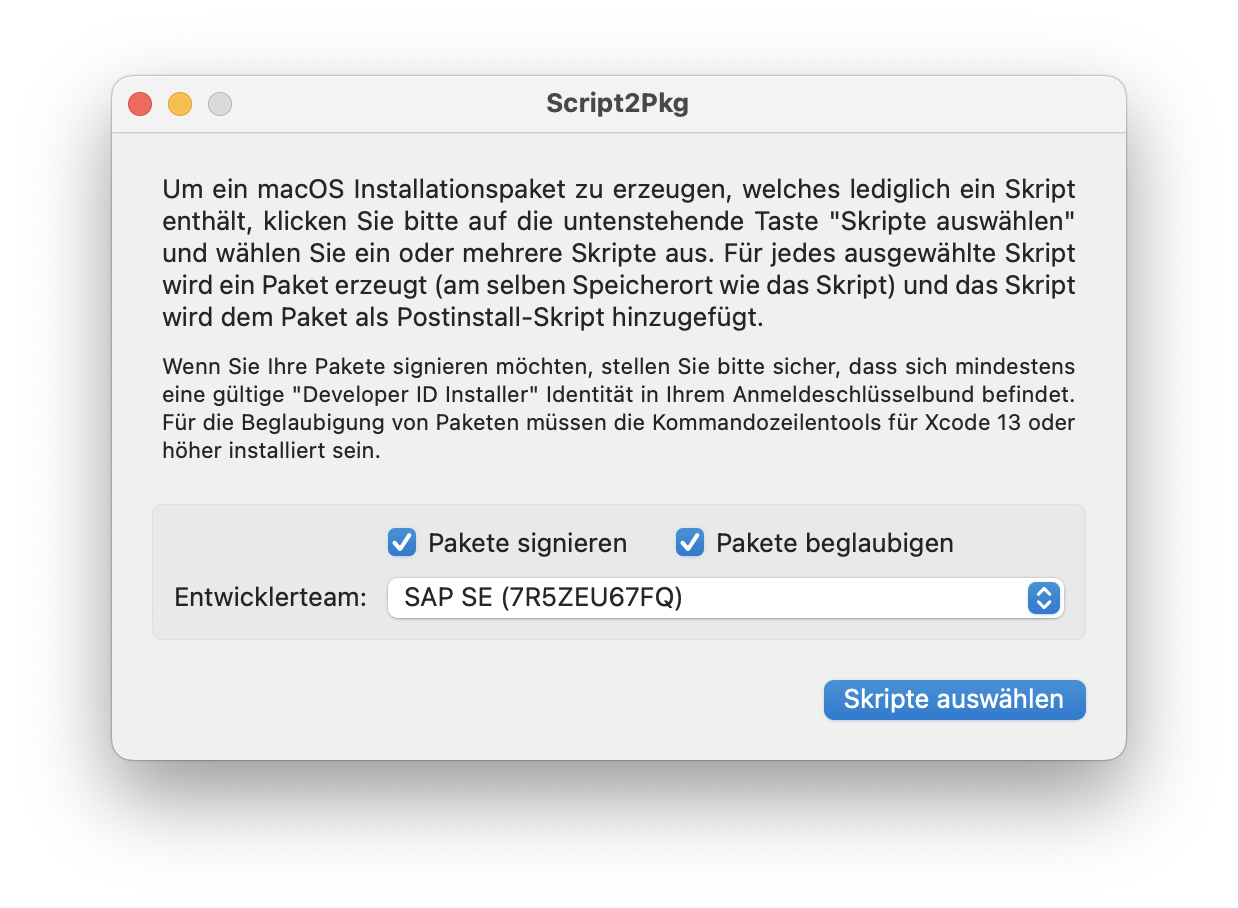 Script2Pkg
Um ein macOS Installationspaket zu erzeugen, welches lediglich ein Skript
enthält, klicken Sie bitte auf die untenstehende Taste "Skripte auswählen"
und wählen Sie ein oder mehrere Skripte aus. Für jedes ausgewählte Skript
wird ein Paket erzeugt (am selben Speicherort wie das Skript) und das Skript
wird dem Paket als Postinstall-Skript hinzugefügt.
Wenn Sie Ihre Pakete signieren möchten, stellen Sie bitte sicher, dass sich mindestens
eine gültige "Developer ID Installer" Identität in Ihrem Anmeldeschlüsselbund befindet.
Für die Beglaubigung von Paketen müssen die Kommandozeilentools für Xcode 13 oder
höher installiert sein.
Pakete signieren Pakete beglaubigen
Entwicklerteam: SAP SE (7R5ZEU67FQ)
Skripte auswählen